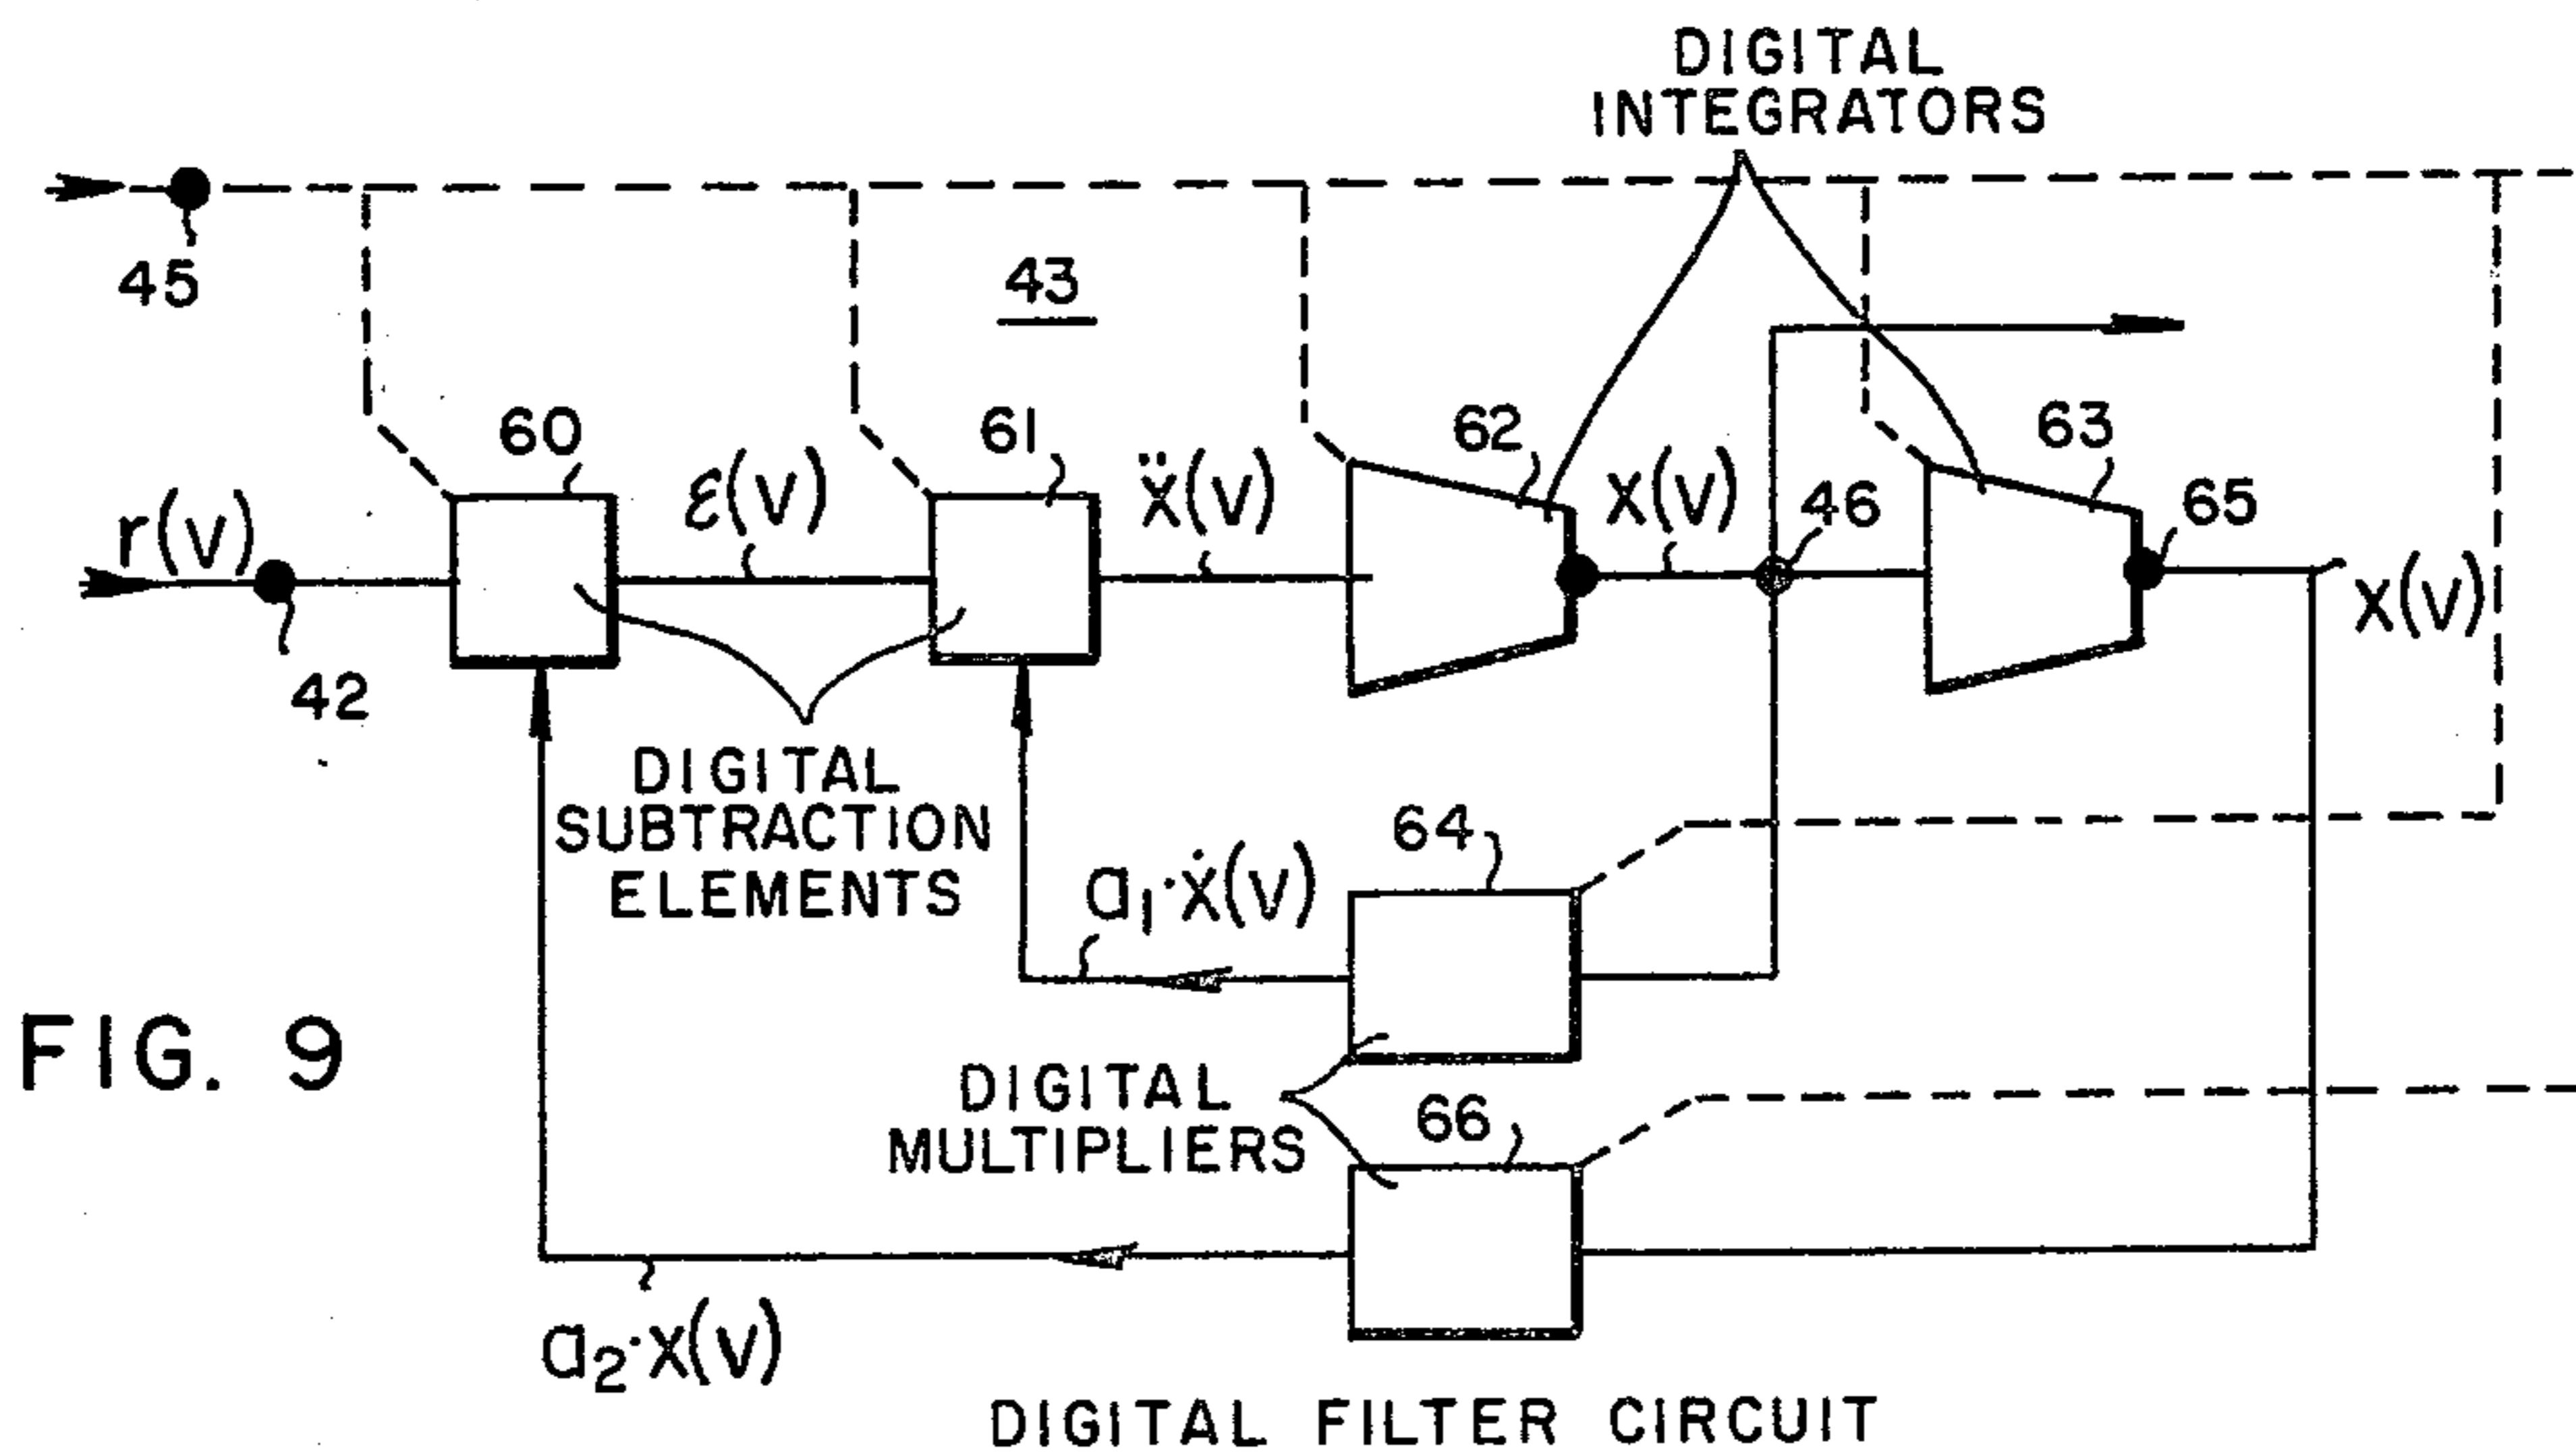 DIGITAL
INTEGRATORS
45
43
60
61
62
63
r(V)
ε(V)
ẍ(V)
x(V)
46
65
42
x(V)
DIGITAL
SUBTRACTION
ELEMENTS
64
a₁·ẋ(V)
FIG. 9
DIGITAL
MULTIPLIERS
66
a₂·x(V)
DIGITAL FILTER CIRCUIT